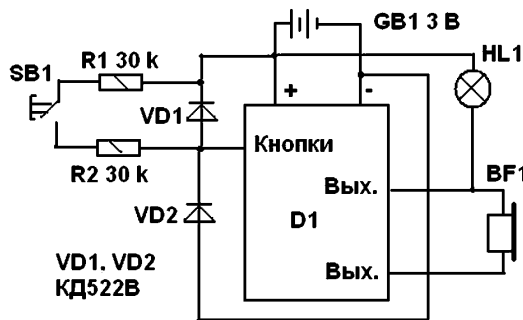 GB1 3 В
R1 30 k
HL1
SB1
+
-
VD1
Кнопки
R2 30 k
BF1
Вых.
VD2
D1
VD1. VD2
Вых.
КД522В